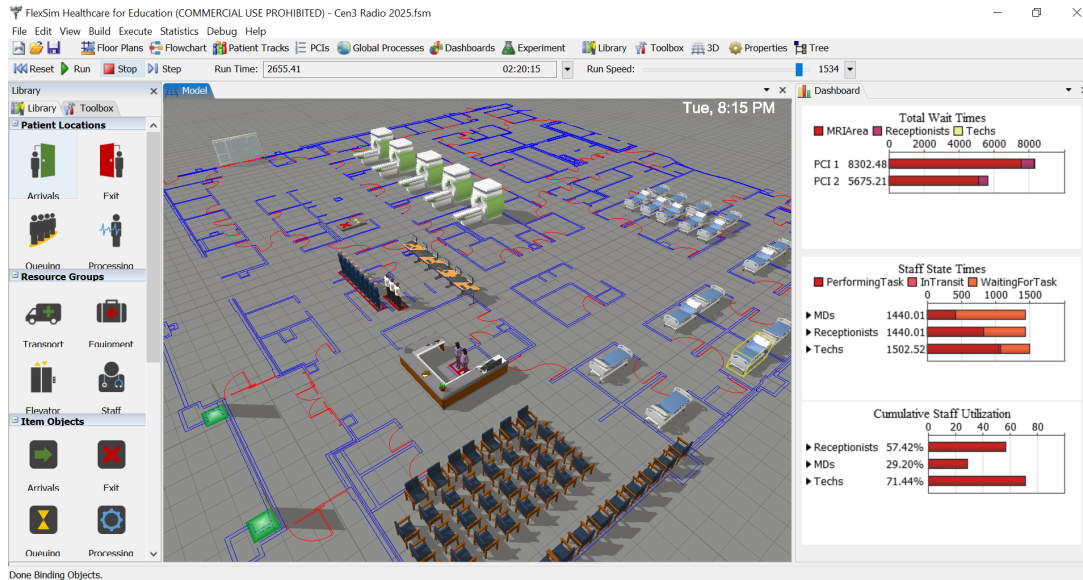 FlexSim Healthcare for Education (COMMERCIAL USE PROHIBITED) - Cen3 Radio 2025.fsm
File Edit View Build Execute Statistics Debug Help
Floor Plans Flowchart Patient Tracks PCIs Global Processes Dashboards Experiment Library Toolbox 3D Properties Tree
Reset Run Stop Step Run Time: 2655.41 02:20:15 Run Speed: 1534
Library
Library Toolbox
Patient Locations
Arrivals Exit
Queuing Processing
Resource Groups
Transport Equipment
Elevator Staff
Item Objects
Arrivals Exit
Queuing Processing
Model
Tue, 8:15 PM
Dashboard
Total Wait Times
MRIArea Receptionists Techs
0 2000 4000 6000 8000
PCI 1 8302.48
PCI 2 5675.21
Staff State Times
PerformingTask InTransit WaitingForTask
0 500 1000 1500
MDs 1440.01
Receptionists 1440.01
Techs 1502.52
Cumulative Staff Utilization
0 20 40 60 80
Receptionists 57.42%
MDs 29.20%
Techs 71.44%
Done Binding Objects.